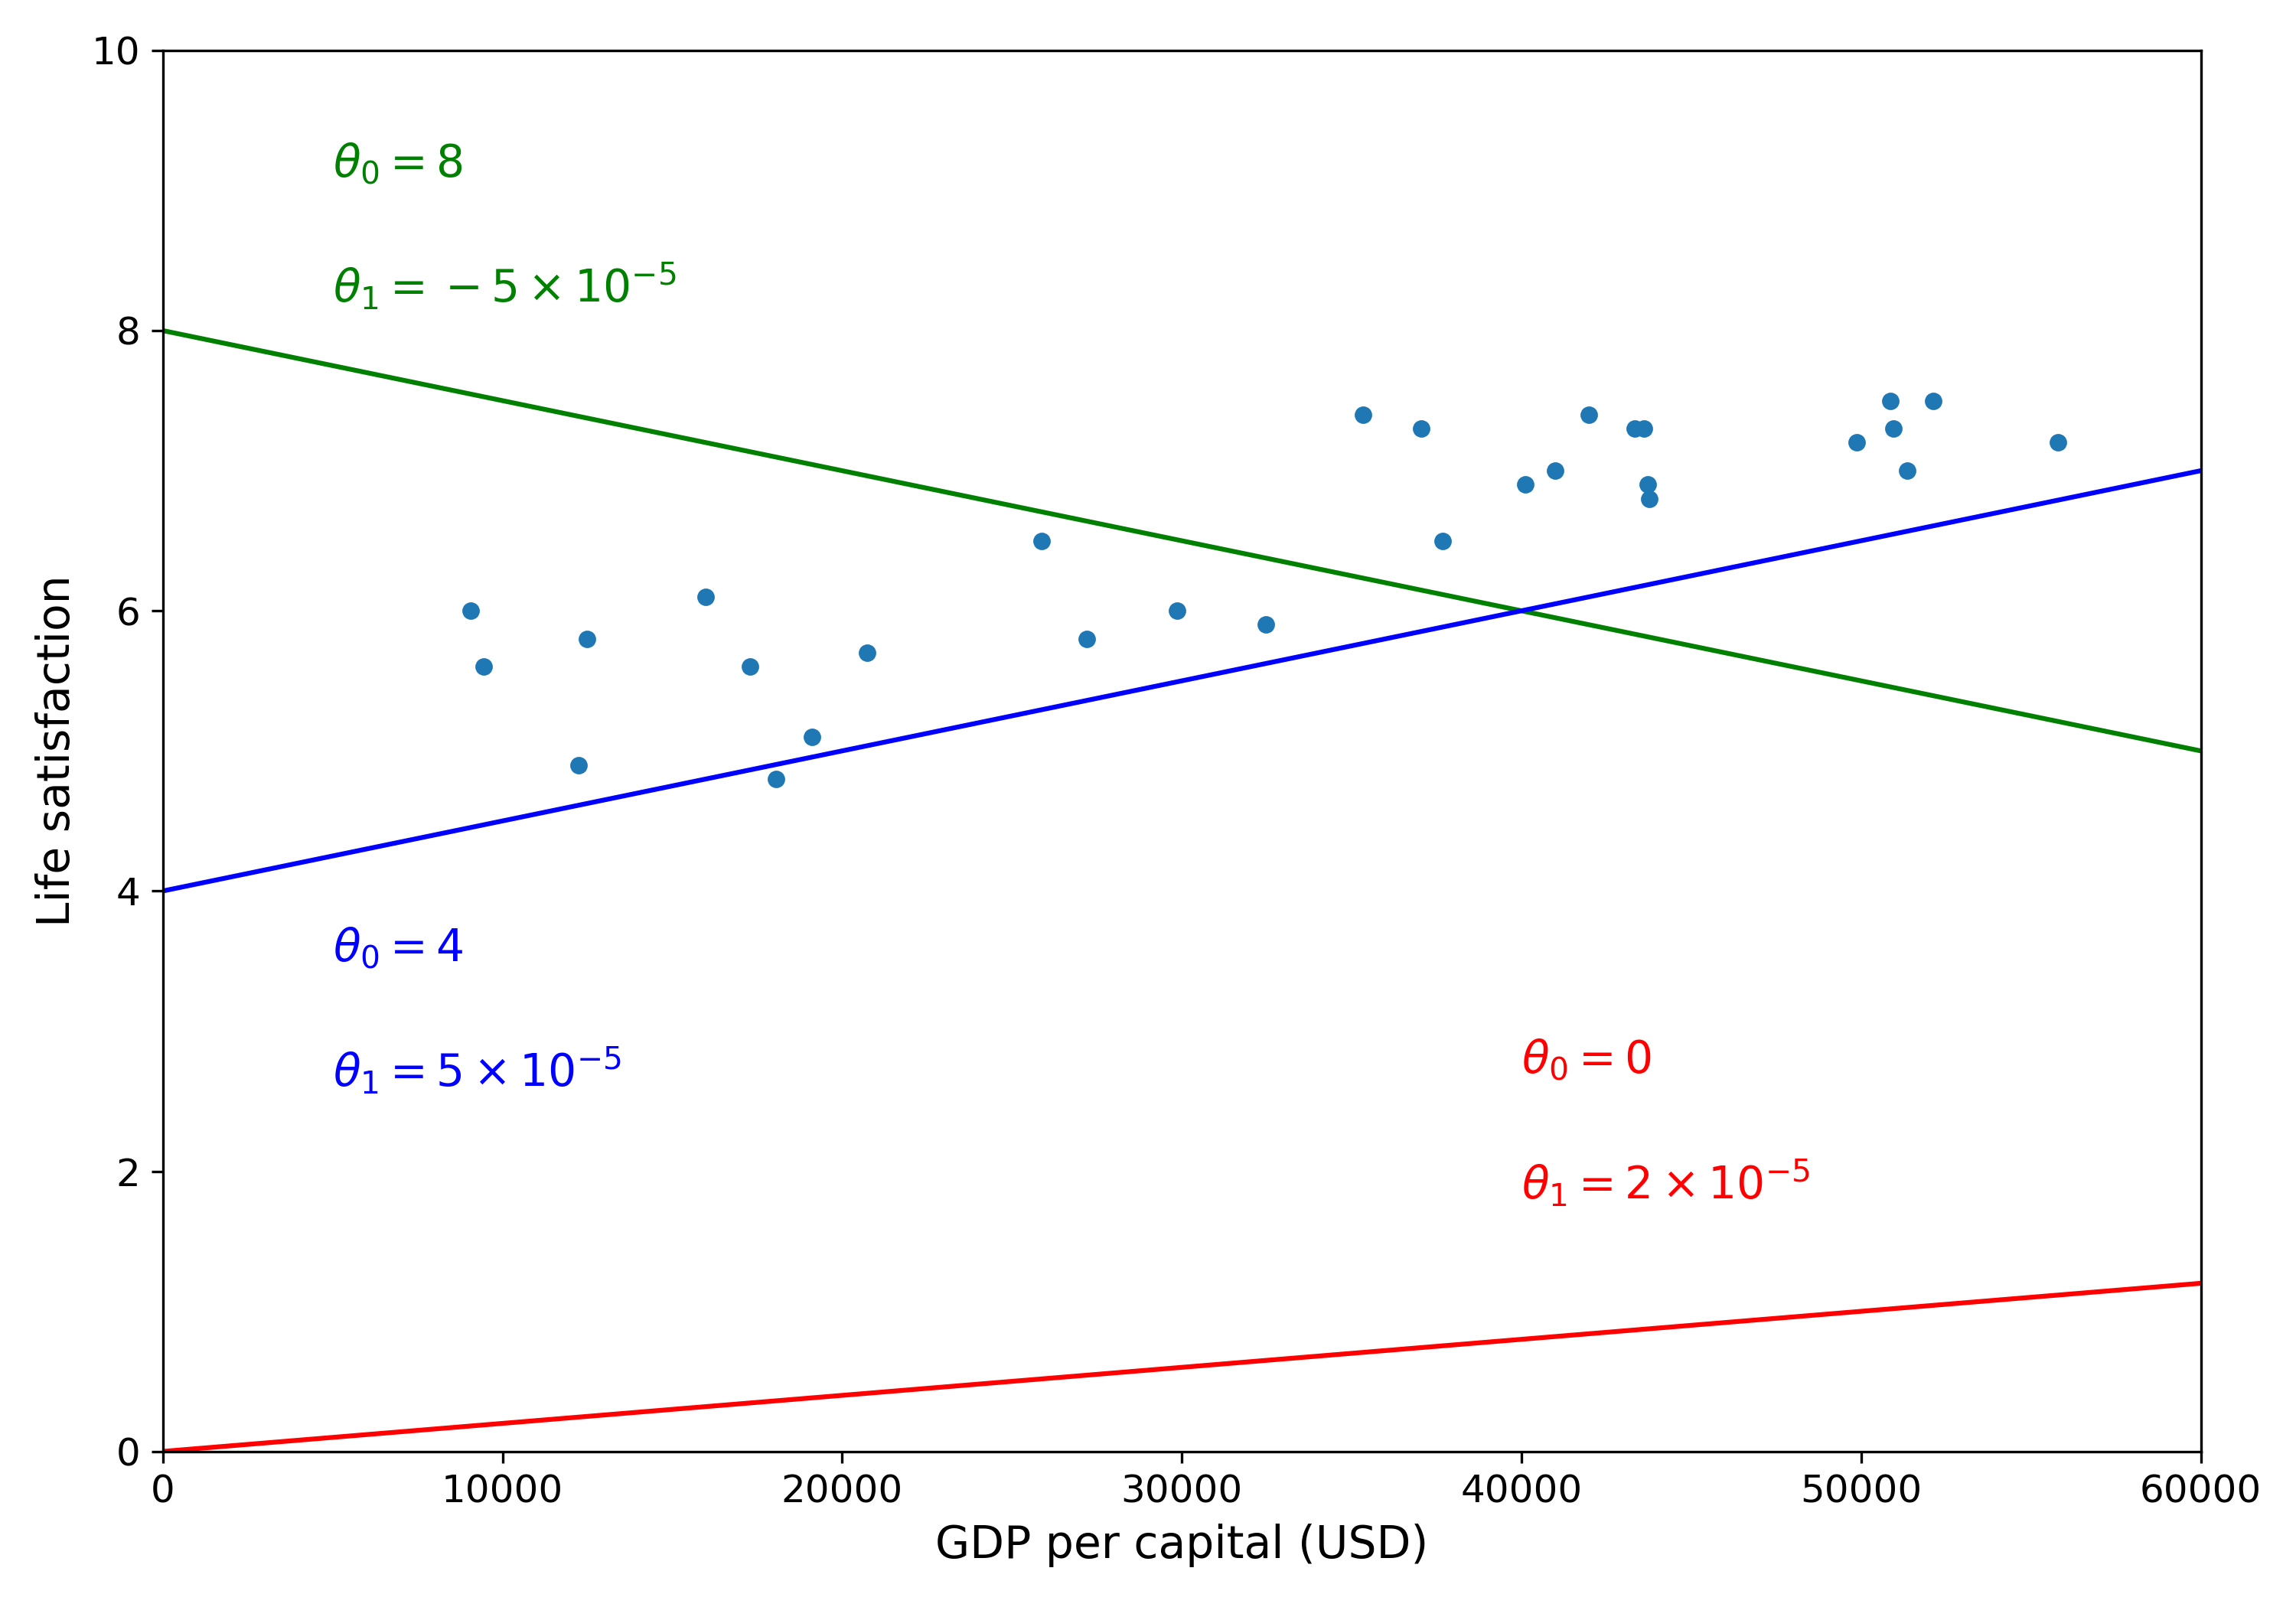 10
θ₀ = 8
θ₁ = −5 × 10⁻⁵
8
6
Life satisfaction
4
θ₀ = 4
θ₁ = 5 × 10⁻⁵
θ₀ = 0
θ₁ = 2 × 10⁻⁵
2
0
0 10000 20000 30000 40000 50000 60000
GDP per capital (USD)